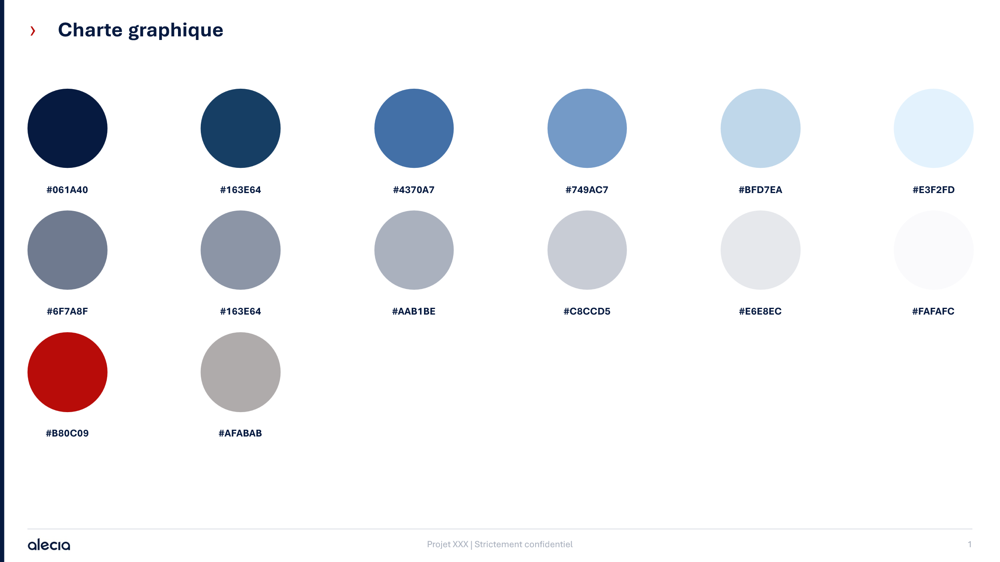 › Charte graphique
#061A40 #163E64 #4370A7 #749AC7 #BFD7EA #E3F2FD
#6F7A8F #163E64 #AAB1BE #C8CCD5 #E6E8EC #FAFAFC
#B80C09 #AFABAB
alecia Projet XXX | Strictement confidentiel 1